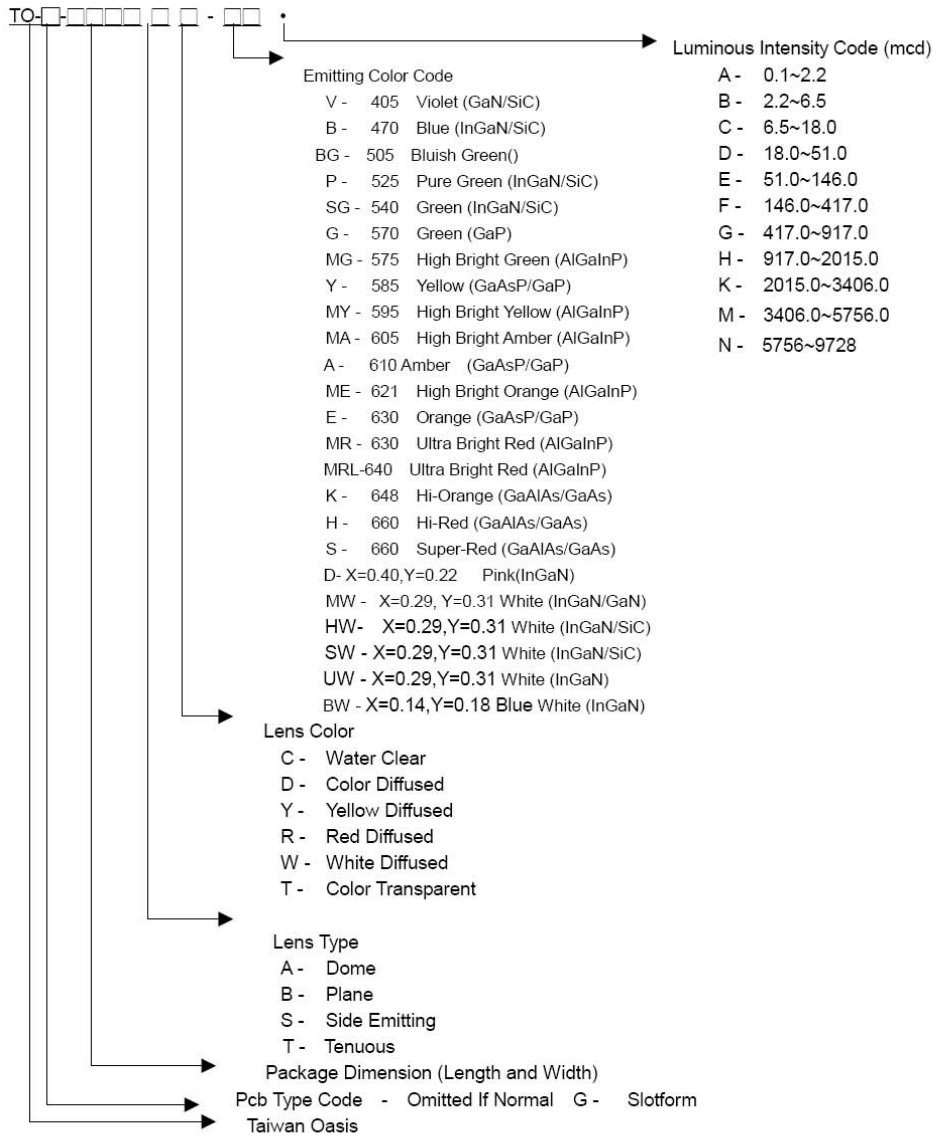 TO-□-□□□□ □ □ - □□ •
Luminous Intensity Code (mcd)
A - 0.1~2.2
B - 2.2~6.5
C - 6.5~18.0
D - 18.0~51.0
E - 51.0~146.0
F - 146.0~417.0
G - 417.0~917.0
H - 917.0~2015.0
K - 2015.0~3406.0
M - 3406.0~5756.0
N - 5756~9728
Emitting Color Code
V - 405 Violet (GaN/SiC)
B - 470 Blue (InGaN/SiC)
BG - 505 Bluish Green()
P - 525 Pure Green (InGaN/SiC)
SG - 540 Green (InGaN/SiC)
G - 570 Green (GaP)
MG - 575 High Bright Green (AlGaInP)
Y - 585 Yellow (GaAsP/GaP)
MY - 595 High Bright Yellow (AlGaInP)
MA - 605 High Bright Amber (AlGaInP)
A - 610 Amber (GaAsP/GaP)
ME - 621 High Bright Orange (AlGaInP)
E - 630 Orange (GaAsP/GaP)
MR - 630 Ultra Bright Red (AlGaInP)
MRL-640 Ultra Bright Red (AlGaInP)
K - 648 Hi-Orange (GaAlAs/GaAs)
H - 660 Hi-Red (GaAlAs/GaAs)
S - 660 Super-Red (GaAlAs/GaAs)
D- X=0.40,Y=0.22 Pink(InGaN)
MW - X=0.29, Y=0.31 White (InGaN/GaN)
HW- X=0.29,Y=0.31 White (InGaN/SiC)
SW - X=0.29,Y=0.31 White (InGaN/SiC)
UW - X=0.29,Y=0.31 White (InGaN)
BW - X=0.14,Y=0.18 Blue White (InGaN)
Lens Color
C - Water Clear
D - Color Diffused
Y - Yellow Diffused
R - Red Diffused
W - White Diffused
T - Color Transparent
Lens Type
A - Dome
B - Plane
S - Side Emitting
T - Tenuous
Package Dimension (Length and Width)
Pcb Type Code - Omitted If Normal G - Slotform
Taiwan Oasis